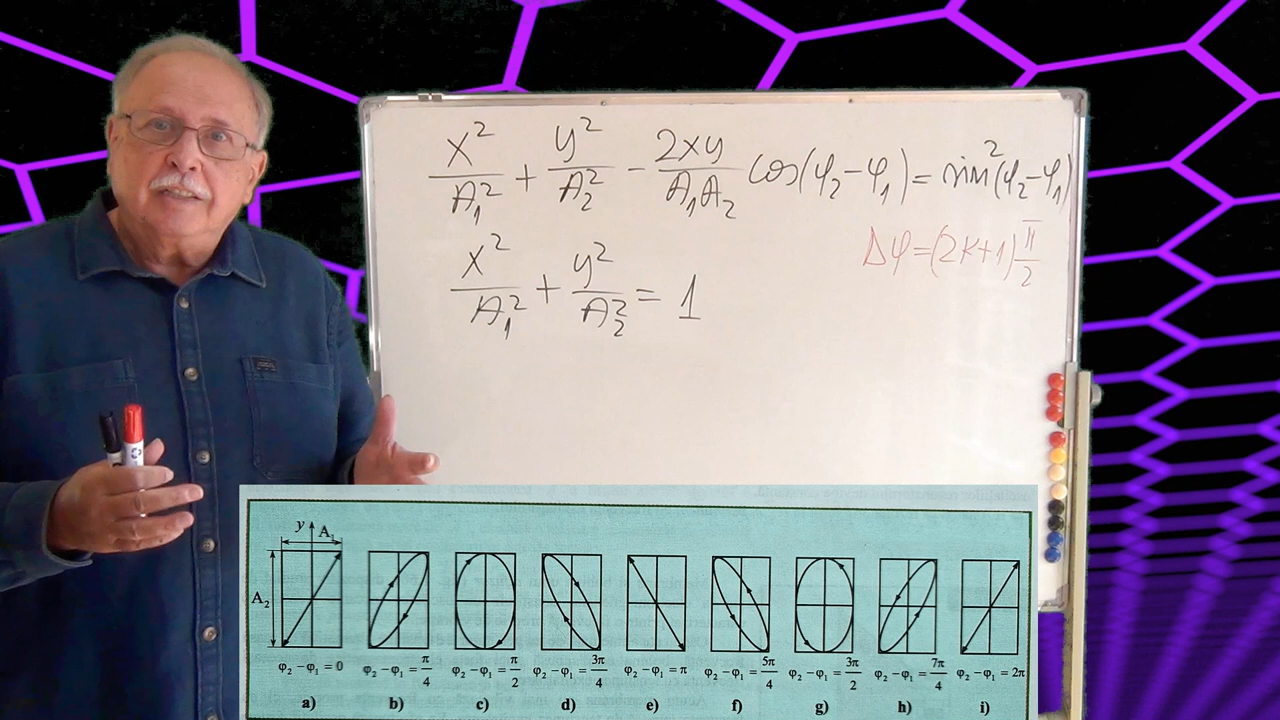 x²/A₁² + y²/A₂² − 2xy/A₁A₂ cos(φ₂−φ₁) = sin²(φ₂−φ₁)
Δφ=(2k+1)π/2
x²/A₁² + y²/A₂² = 1
y A₁
A₂
φ₂ −φ₁ = 0 φ₂ −φ₁ = π/4 φ₂ −φ₁ = π/2 φ₂ −φ₁ = 3π/4 φ₂ −φ₁ = π φ₂ −φ₁ = 5π/4 φ₂ −φ₁ = 3π/2 φ₂ −φ₁ = 7π/4 φ₂ −φ₁ = 2π
a) b) c) d) e) f) g) h) i)